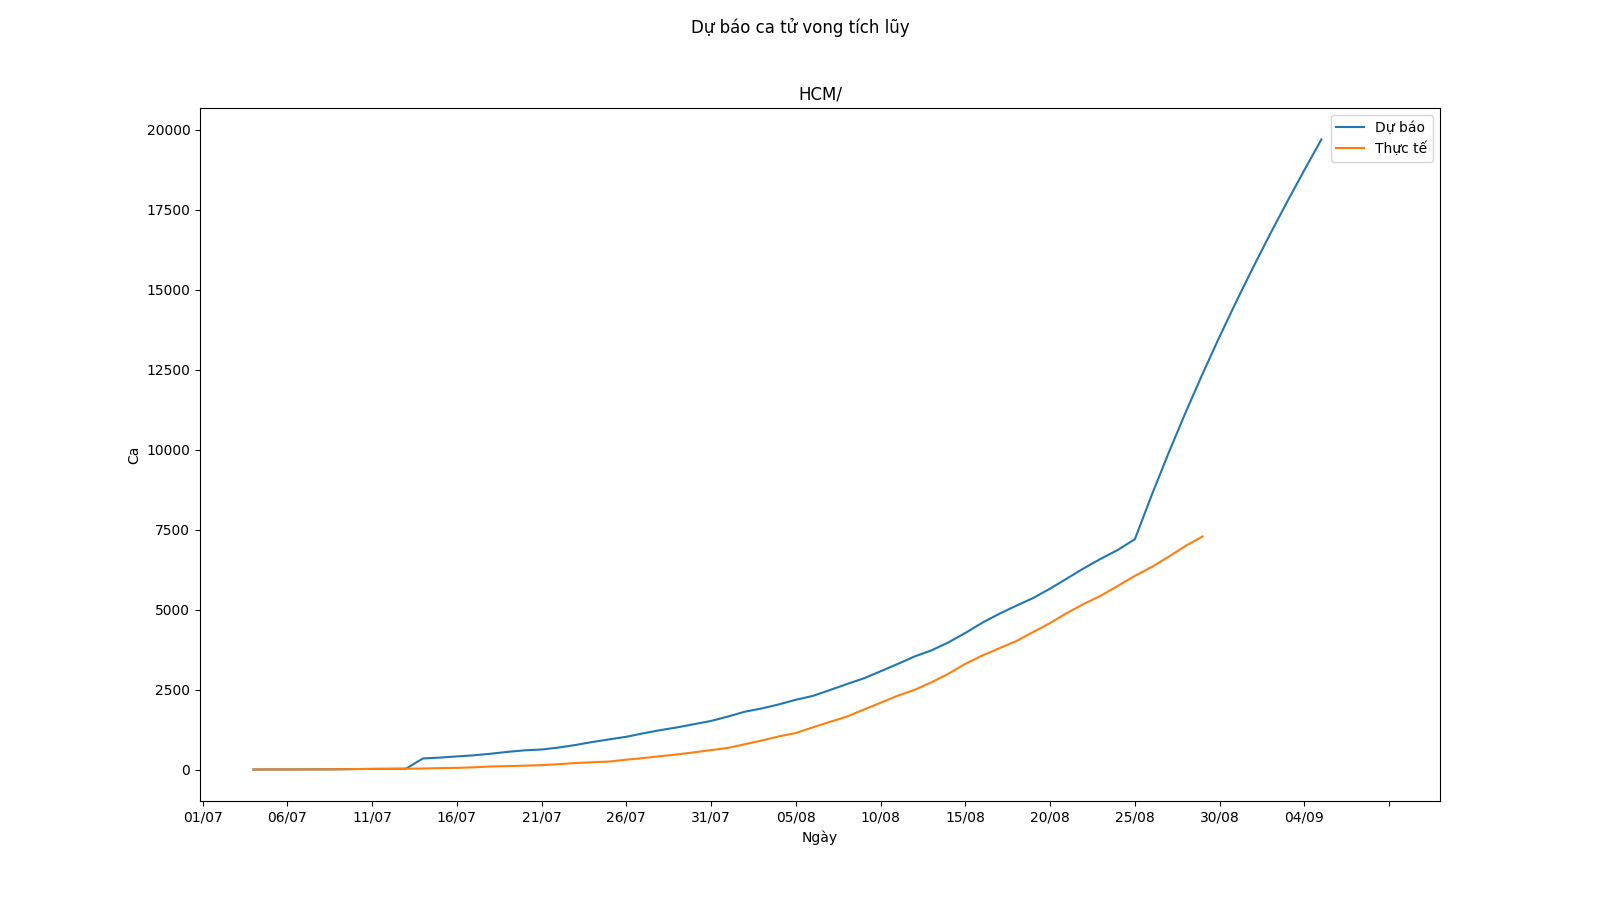 Dự báo ca tử vong tích lũy
HCM/
Dự báo
Thực tế
20000
17500
15000
12500
10000
7500
5000
2500
0
Ca
01/07 06/07 11/07 16/07 21/07 26/07 31/07 05/08 10/08 15/08 20/08 25/08 30/08 04/09
Ngày